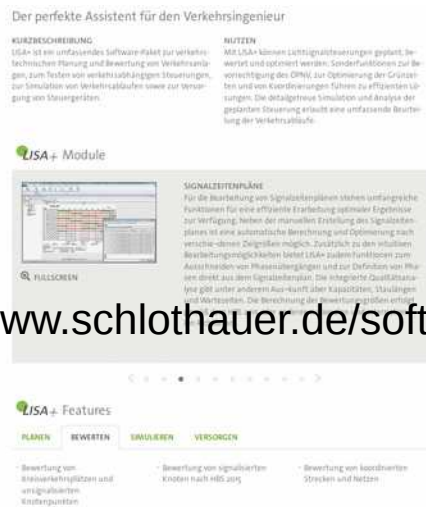 Der perfekte Assistent für den Verkehrsingenieur
KURZBESCHREIBUNG
LISA+ ist ein umfassendes Software-Paket zur verkehrs-
technischen Planung und Bewertung von Verkehrsanla-
gen, zum Testen von verkehrsabhängigen Steuerungen,
zur Simulation von Verkehrsabläufen sowie zur Versor-
gung von Steuergeräten.
NUTZEN
Mit LISA+ können Lichtsignalsteuerungen geplant, be-
wertet und optimiert werden. Sonderfunktionen zur Be-
vorrechtigung des ÖPNV, zur Optimierung der Grünzei-
ten und von Koordinierungen führen zu effizienten Lö-
sungen. Die detailgetreue Simulation und Analyse der
geplanten Steuerung erlaubt eine umfassende Beurtei-
lung der Verkehrsabläufe.
LISA+ Module
FULLSCREEN
SIGNALZEITENPLÄNE
Für die Bearbeitung von Signalzeitenplänen stehen umfangreiche
Funktionen für eine effiziente Erarbeitung optimaler Ergebnisse
zur Verfügung. Neben der manuellen Erstellung des Signalzeiten-
planes ist eine automatische Berechnung und Optimierung nach
verschie-denen Zielgrößen möglich. Zusätzlich zu den intuitiven
Bearbeitungsmöglichkeiten bietet LISA+ zudem Funktionen zum
Ausschneiden von Phasenübergängen und zur Definition von Pha-
sen direkt aus dem Signalzeitenplan. Die integrierte Qualitätsana-
lyse gibt unter anderem Aus-kunft über Kapazitäten, Staulängen
und Wartezeiten. Die Berechnung der Bewertungsgrößen erfolgt
ww.schlothauer.de/soft
LISA+ Features
PLANEN BEWERTEN SIMULIEREN VERSORGEN
- Bewertung von
Kreisverkehrsplätzen und
unsignalisierten
Knotenpunkten
- Bewertung von signalisierten
Knoten nach HBS 2015
- Bewertung von koordinierten
Strecken und Netzen